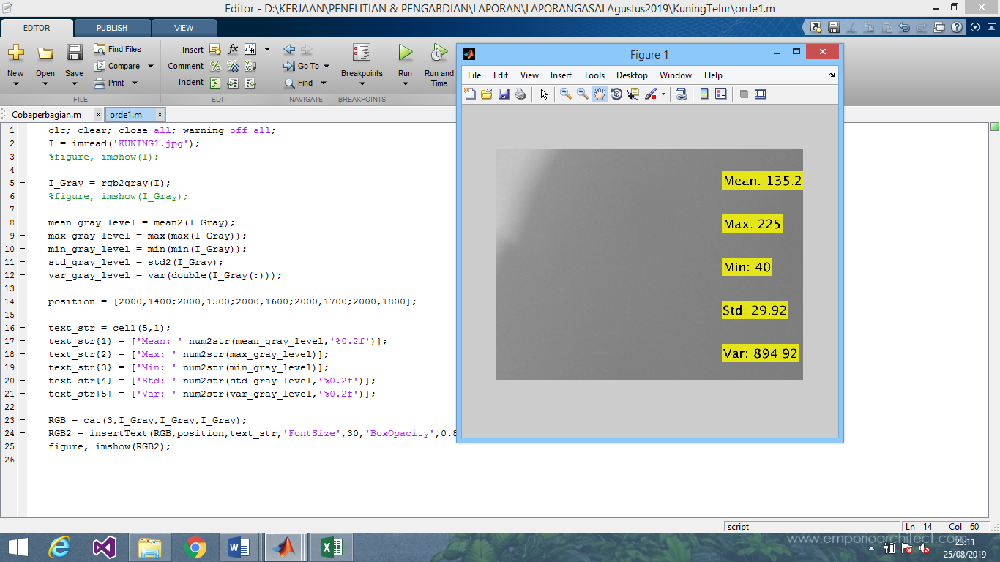 Editor - D:\KERJAAN\PENELITIAN & PENGABDIAN\LAPORAN\LAPORANGASALAgustus2019\KuningTelur\orde1.m
EDITOR PUBLISH VIEW
New Open Save Find Files Compare Print
Insert Comment Indent
Go To Find
Breakpoints Run Run and Time
FILE EDIT NAVIGATE BREAKPOINTS
Cobaperbagian.m orde1.m
1 clc; clear; close all; warning off all;
2 I = imread('KUNING1.jpg');
3 %figure, imshow(I);
4
5 I_Gray = rgb2gray(I);
6 %figure, imshow(I_Gray);
7
8 mean_gray_level = mean2(I_Gray);
9 max_gray_level = max(max(I_Gray));
10 min_gray_level = min(min(I_Gray));
11 std_gray_level = std2(I_Gray);
12 var_gray_level = var(double(I_Gray(:)));
13
14 position = [2000,1400;2000,1500;2000,1600;2000,1700;2000,1800];
15
16 text_str = cell(5,1);
17 text_str{1} = ['Mean: ' num2str(mean_gray_level,'%0.2f')];
18 text_str{2} = ['Max: ' num2str(max_gray_level)];
19 text_str{3} = ['Min: ' num2str(min_gray_level)];
20 text_str{4} = ['Std: ' num2str(std_gray_level,'%0.2f')];
21 text_str{5} = ['Var: ' num2str(var_gray_level,'%0.2f')];
22
23 RGB = cat(3,I_Gray,I_Gray,I_Gray);
24 RGB2 = insertText(RGB,position,text_str,'FontSize',30,'BoxOpacity',0.8
25 figure, imshow(RGB2);
26
Figure 1
File Edit View Insert Tools Desktop Window Help
Mean: 135.2
Max: 225
Min: 40
Std: 29.92
Var: 894.92
script Ln 14 Col 60
www.emporioarchitect.com
23:11
25/08/2019